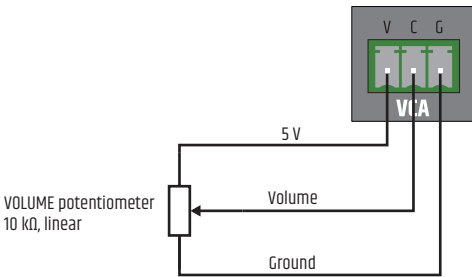 V C G
VCA
5 V
VOLUME potentiometer
10 kΩ, linear
Volume
Ground